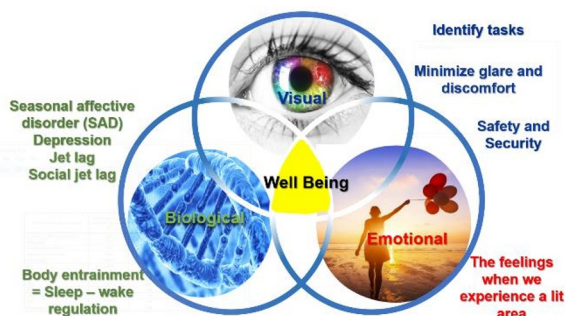 Identify tasks
Minimize glare and
discomfort
Safety and
Security
Visual
Seasonal affective
disorder (SAD)
Depression
Jet lag
Social jet lag
Well Being
Biological
Emotional
Body entrainment
= Sleep – wake
regulation
The feelings
when we
experience a lit
area